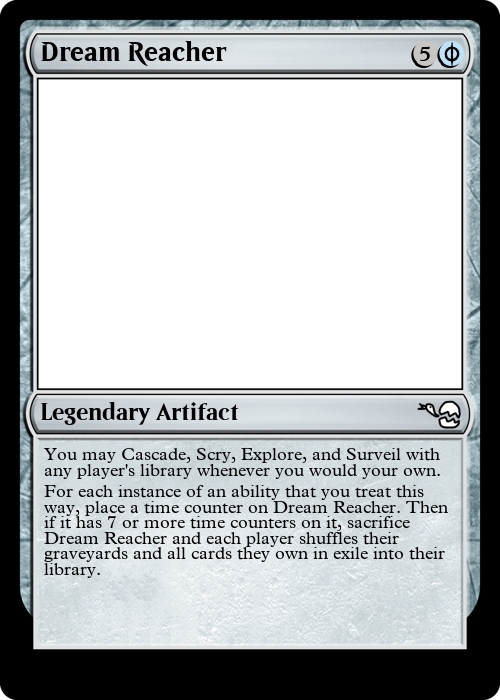 Dream Reacher
5
Legendary Artifact
You may Cascade, Scry, Explore, and Surveil with
any player's library whenever you would your own.
For each instance of an ability that you treat this
way, place a time counter on Dream Reacher. Then
if it has 7 or more time counters on it, sacrifice
Dream Reacher and each player shuffles their
graveyards and all cards they own in exile into their
library.